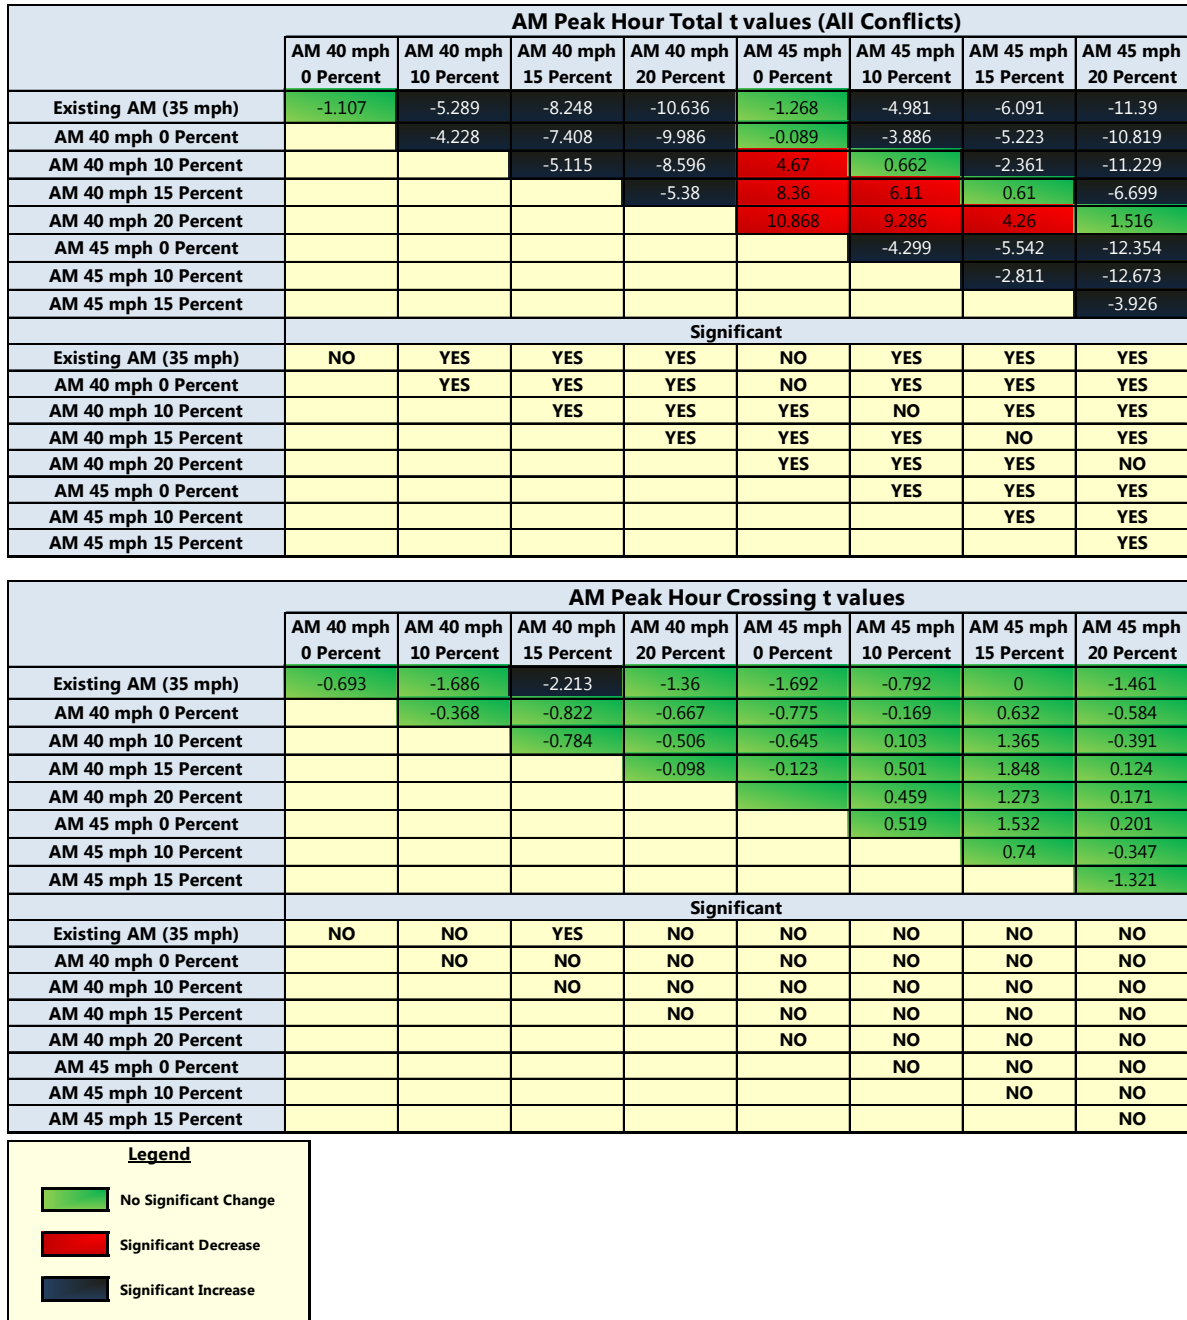 AM Peak Hour Total t values (All Conflicts)
AM 40 mph AM 40 mph AM 40 mph AM 40 mph AM 45 mph AM 45 mph AM 45 mph AM 45 mph
0 Percent 10 Percent 15 Percent 20 Percent 0 Percent 10 Percent 15 Percent 20 Percent
Existing AM (35 mph) -1.107 -5.289 -8.248 -10.636 -1.268 -4.981 -6.091 -11.39
AM 40 mph 0 Percent -4.228 -7.408 -9.986 -0.089 -3.886 -5.223 -10.819
AM 40 mph 10 Percent -5.115 -8.596 4.67 0.662 -2.361 -11.229
AM 40 mph 15 Percent -5.38 8.36 6.11 0.61 -6.699
AM 40 mph 20 Percent 10.868 9.286 4.26 1.516
AM 45 mph 0 Percent -4.299 -5.542 -12.354
AM 45 mph 10 Percent -2.811 -12.673
AM 45 mph 15 Percent -3.926
Significant
Existing AM (35 mph) NO YES YES YES NO YES YES YES
AM 40 mph 0 Percent YES YES YES NO YES YES YES
AM 40 mph 10 Percent YES YES YES NO YES YES
AM 40 mph 15 Percent YES YES YES NO YES
AM 40 mph 20 Percent YES YES YES NO
AM 45 mph 0 Percent YES YES YES
AM 45 mph 10 Percent YES YES
AM 45 mph 15 Percent YES
AM Peak Hour Crossing t values
AM 40 mph AM 40 mph AM 40 mph AM 40 mph AM 45 mph AM 45 mph AM 45 mph AM 45 mph
0 Percent 10 Percent 15 Percent 20 Percent 0 Percent 10 Percent 15 Percent 20 Percent
Existing AM (35 mph) -0.693 -1.686 -2.213 -1.36 -1.692 -0.792 0 -1.461
AM 40 mph 0 Percent -0.368 -0.822 -0.667 -0.775 -0.169 0.632 -0.584
AM 40 mph 10 Percent -0.784 -0.506 -0.645 0.103 1.365 -0.391
AM 40 mph 15 Percent -0.098 -0.123 0.501 1.848 0.124
AM 40 mph 20 Percent 0.459 1.273 0.171
AM 45 mph 0 Percent 0.519 1.532 0.201
AM 45 mph 10 Percent 0.74 -0.347
AM 45 mph 15 Percent -1.321
Significant
Existing AM (35 mph) NO NO YES NO NO NO NO NO
AM 40 mph 0 Percent NO NO NO NO NO NO NO
AM 40 mph 10 Percent NO NO NO NO NO NO
AM 40 mph 15 Percent NO NO NO NO NO
AM 40 mph 20 Percent NO NO NO NO
AM 45 mph 0 Percent NO NO NO
AM 45 mph 10 Percent NO NO
AM 45 mph 15 Percent NO
Legend
No Significant Change
Significant Decrease
Significant Increase